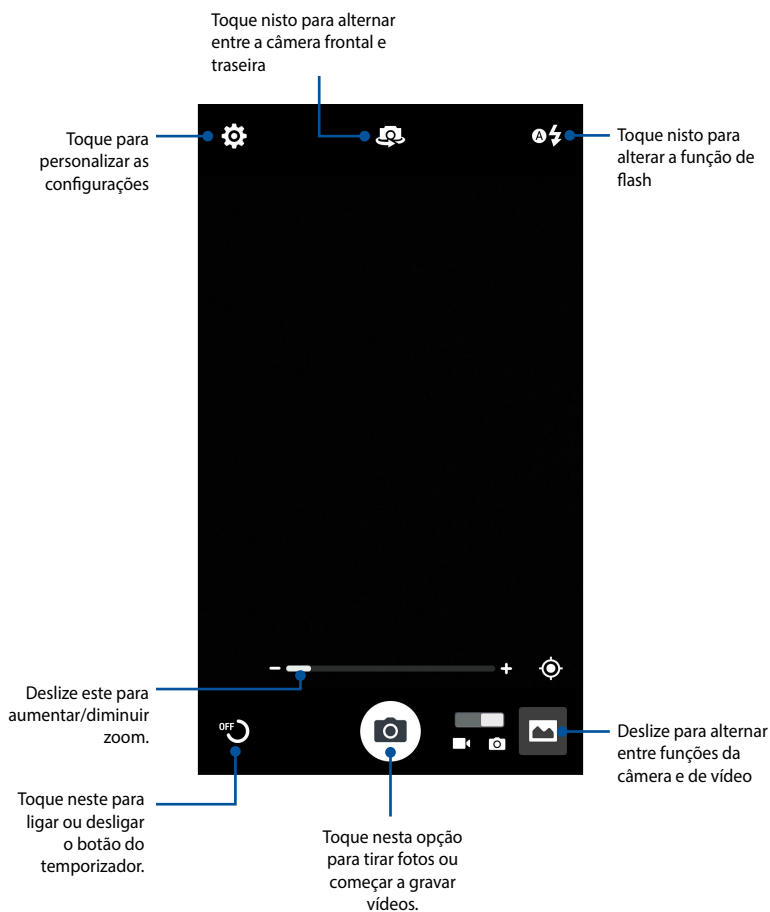 Toque nisto para alternar
entre a câmera frontal e
traseira
Toque para
personalizar as
configurações
Toque nisto para
alterar a função de
flash
A
Deslize este para
aumentar/diminuir
zoom.
- +
OFF
Deslize para alternar
entre funções da
câmera e de vídeo
Toque neste para
ligar ou desligar
o botão do
temporizador.
Toque nesta opção
para tirar fotos ou
começar a gravar
vídeos.